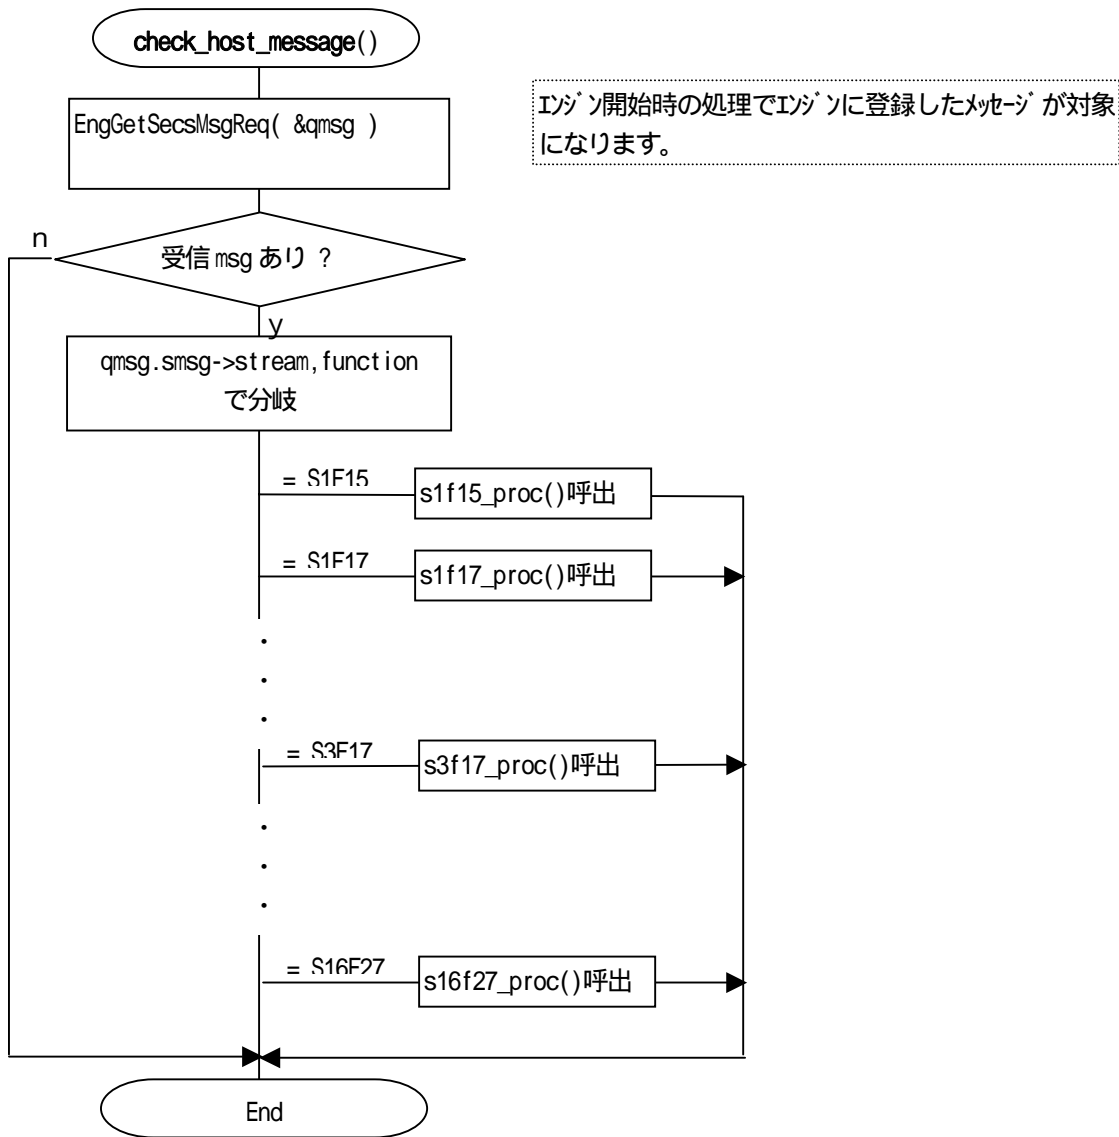 check_host_message()
EngGetSecsMsgReq( &qmsg )
ｴﾝｼﾞﾝ開始時の処理でｴﾝｼﾞﾝに登録したﾒｯｾｰｼﾞが対象
になります。
n
受信 msg あり ?
y
qmsg.smsg->stream,function
で分岐
= S1F15
s1f15_proc()呼出
= S1F17
s1f17_proc()呼出
・
・
・
= S3F17
s3f17_proc()呼出
・
・
・
= S16F27
s16f27_proc()呼出
End